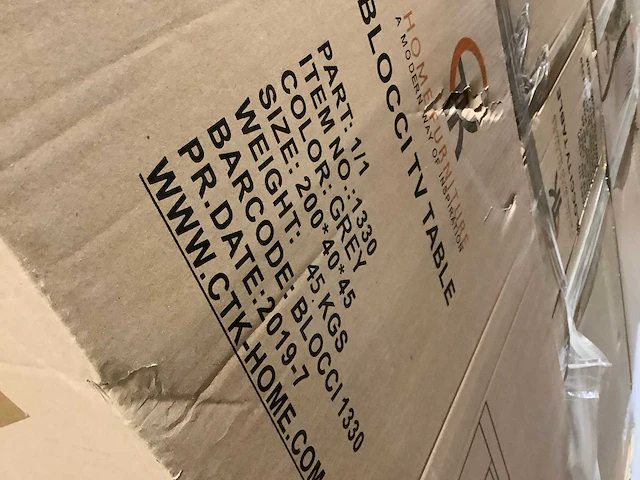 HOME FURNITURE
A MODERN WAY OF INSPIRATION
BLOCCI TV TABLE
PART: 1/1
ITEM NO.:1330
COLOR: GREY
SIZE: 200*40*45
WEIGHT: 45 KGS
BARCODE: BLOCCI 1330
PR.DATE:2019-7
WWW.CTK-HOME.COM